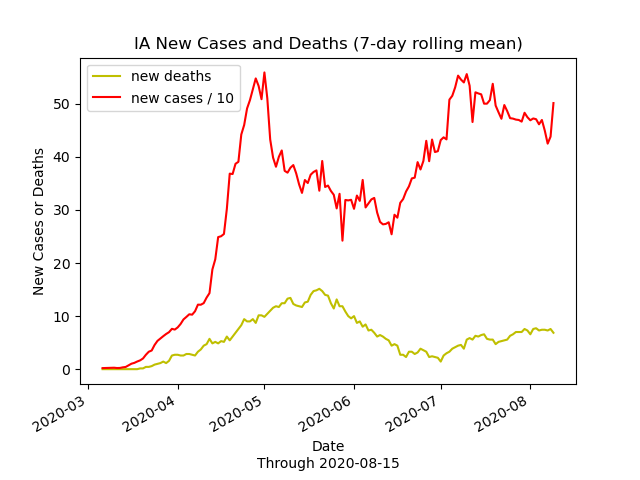 IA New Cases and Deaths (7-day rolling mean)
new deaths
new cases / 10
New Cases or Deaths
50
40
30
20
10
0
2020-03
2020-04
2020-05
2020-06
2020-07
2020-08
Date
Through 2020-08-15